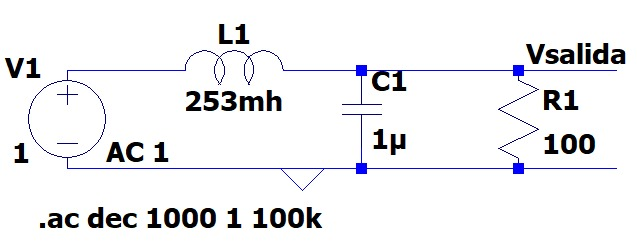 L1
Vsalida
V1
C1
253mh
R1
1µ
100
1
AC 1
.ac dec 1000 1 100k